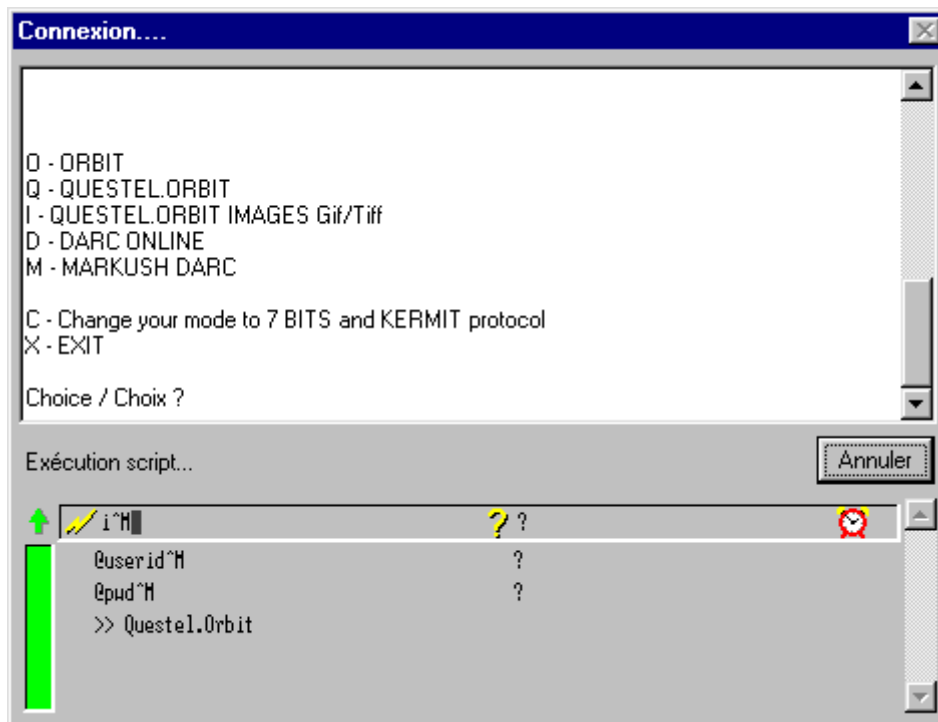 Connexion....
O - ORBIT
Q - QUESTEL.ORBIT
I - QUESTEL.ORBIT IMAGES Gif/Tiff
D - DARC ONLINE
M - MARKUSH DARC
C - Change your mode to 7 BITS and KERMIT protocol
X - EXIT
Choice / Choix ?
Exécution script...
Annuler
i^M ? ?
@userid^M ?
@pwd^M ?
>> Questel.Orbit